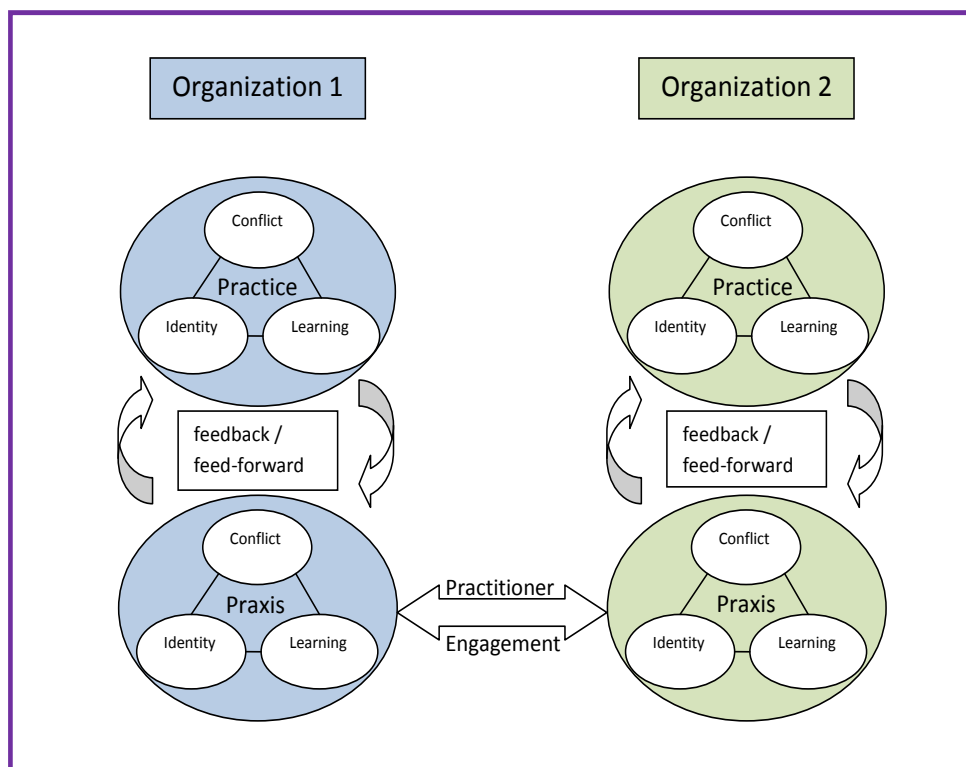 Organization 1
Organization 2
Conflict
Practice
Identity
Learning
Conflict
Practice
Identity
Learning
feedback /
feed-forward
feedback /
feed-forward
Conflict
Praxis
Identity
Learning
Practitioner
Engagement
Conflict
Praxis
Identity
Learning